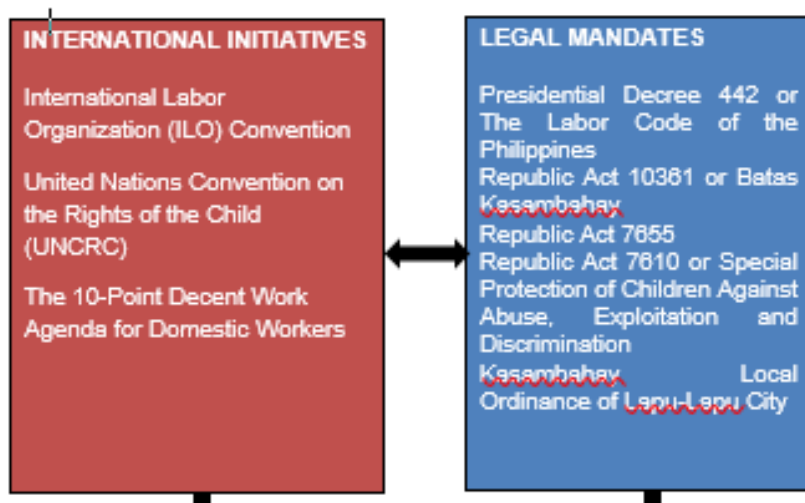 INTERNATIONAL INITIATIVES
International Labor
Organization (ILO) Convention
United Nations Convention on
the Rights of the Child
(UNCRC)
The 10-Point Decent Work
Agenda for Domestic Workers
LEGAL MANDATES
Presidential Decree 442 or
The Labor Code of the
Philippines
Republic Act 10361 or Batas
Kasambahay
Republic Act 7655
Republic Act 7610 or Special
Protection of Children Against
Abuse, Exploitation and
Discrimination
Kasambahay Local
Ordinance of Lapu-Lapu City